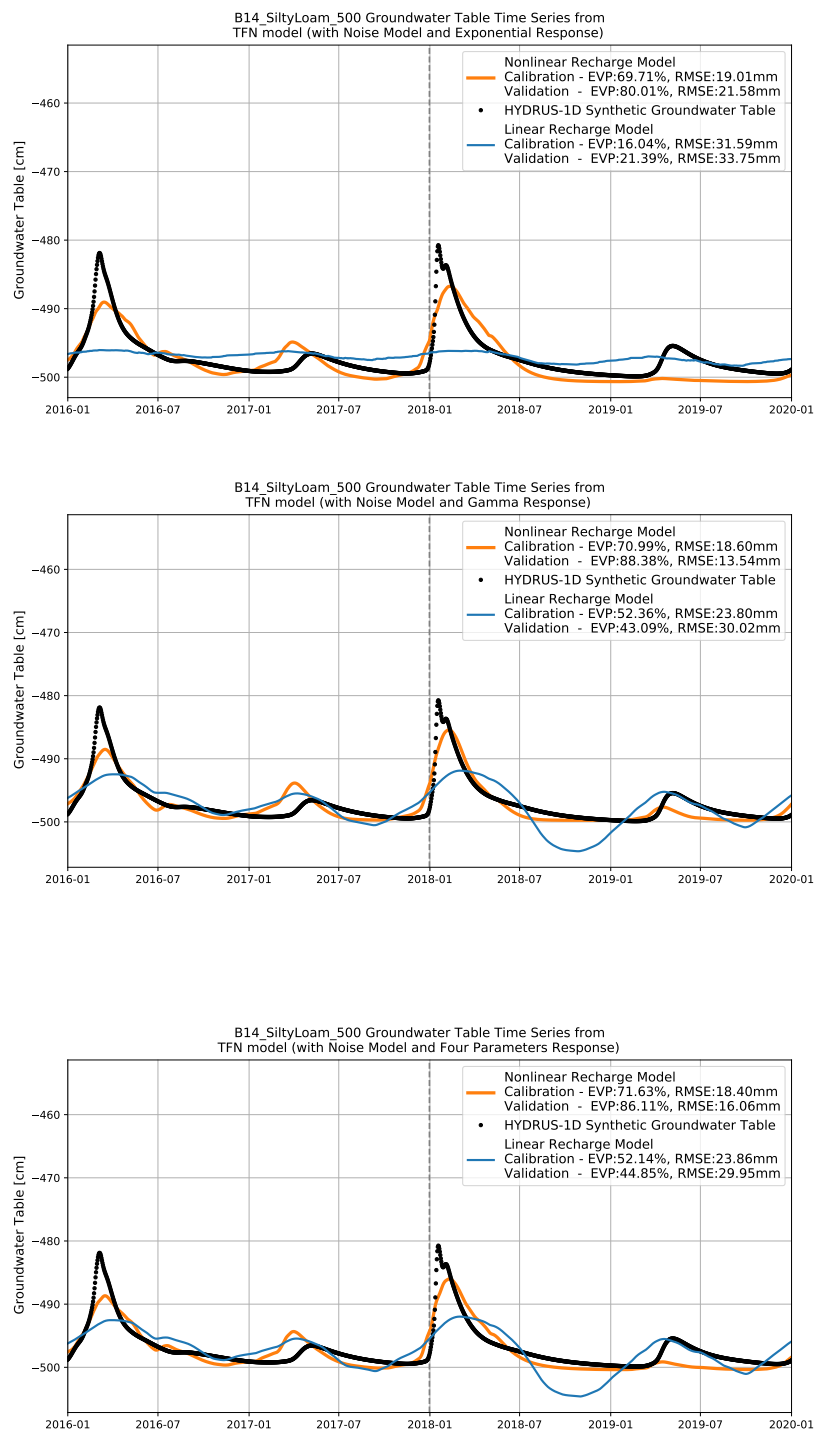 B14_SiltyLoam_500 Groundwater Table Time Series from
TFN model (with Noise Model and Exponential Response)
Nonlinear Recharge Model
Calibration - EVP:69.71%, RMSE:19.01mm
Validation  -  EVP:80.01%, RMSE:21.58mm
HYDRUS-1D Synthetic Groundwater Table
Linear Recharge Model
Calibration - EVP:16.04%, RMSE:31.59mm
Validation  -  EVP:21.39%, RMSE:33.75mm
Groundwater Table [cm]
−460
−470
−480
−490
−500
2016-01 2016-07 2017-01 2017-07 2018-01 2018-07 2019-01 2019-07 2020-01
B14_SiltyLoam_500 Groundwater Table Time Series from
TFN model (with Noise Model and Gamma Response)
Nonlinear Recharge Model
Calibration - EVP:70.99%, RMSE:18.60mm
Validation  -  EVP:88.38%, RMSE:13.54mm
HYDRUS-1D Synthetic Groundwater Table
Linear Recharge Model
Calibration - EVP:52.36%, RMSE:23.80mm
Validation  -  EVP:43.09%, RMSE:30.02mm
Groundwater Table [cm]
−460
−470
−480
−490
−500
2016-01 2016-07 2017-01 2017-07 2018-01 2018-07 2019-01 2019-07 2020-01
B14_SiltyLoam_500 Groundwater Table Time Series from
TFN model (with Noise Model and Four Parameters Response)
Nonlinear Recharge Model
Calibration - EVP:71.63%, RMSE:18.40mm
Validation  -  EVP:86.11%, RMSE:16.06mm
HYDRUS-1D Synthetic Groundwater Table
Linear Recharge Model
Calibration - EVP:52.14%, RMSE:23.86mm
Validation  -  EVP:44.85%, RMSE:29.95mm
Groundwater Table [cm]
−460
−470
−480
−490
−500
2016-01 2016-07 2017-01 2017-07 2018-01 2018-07 2019-01 2019-07 2020-01